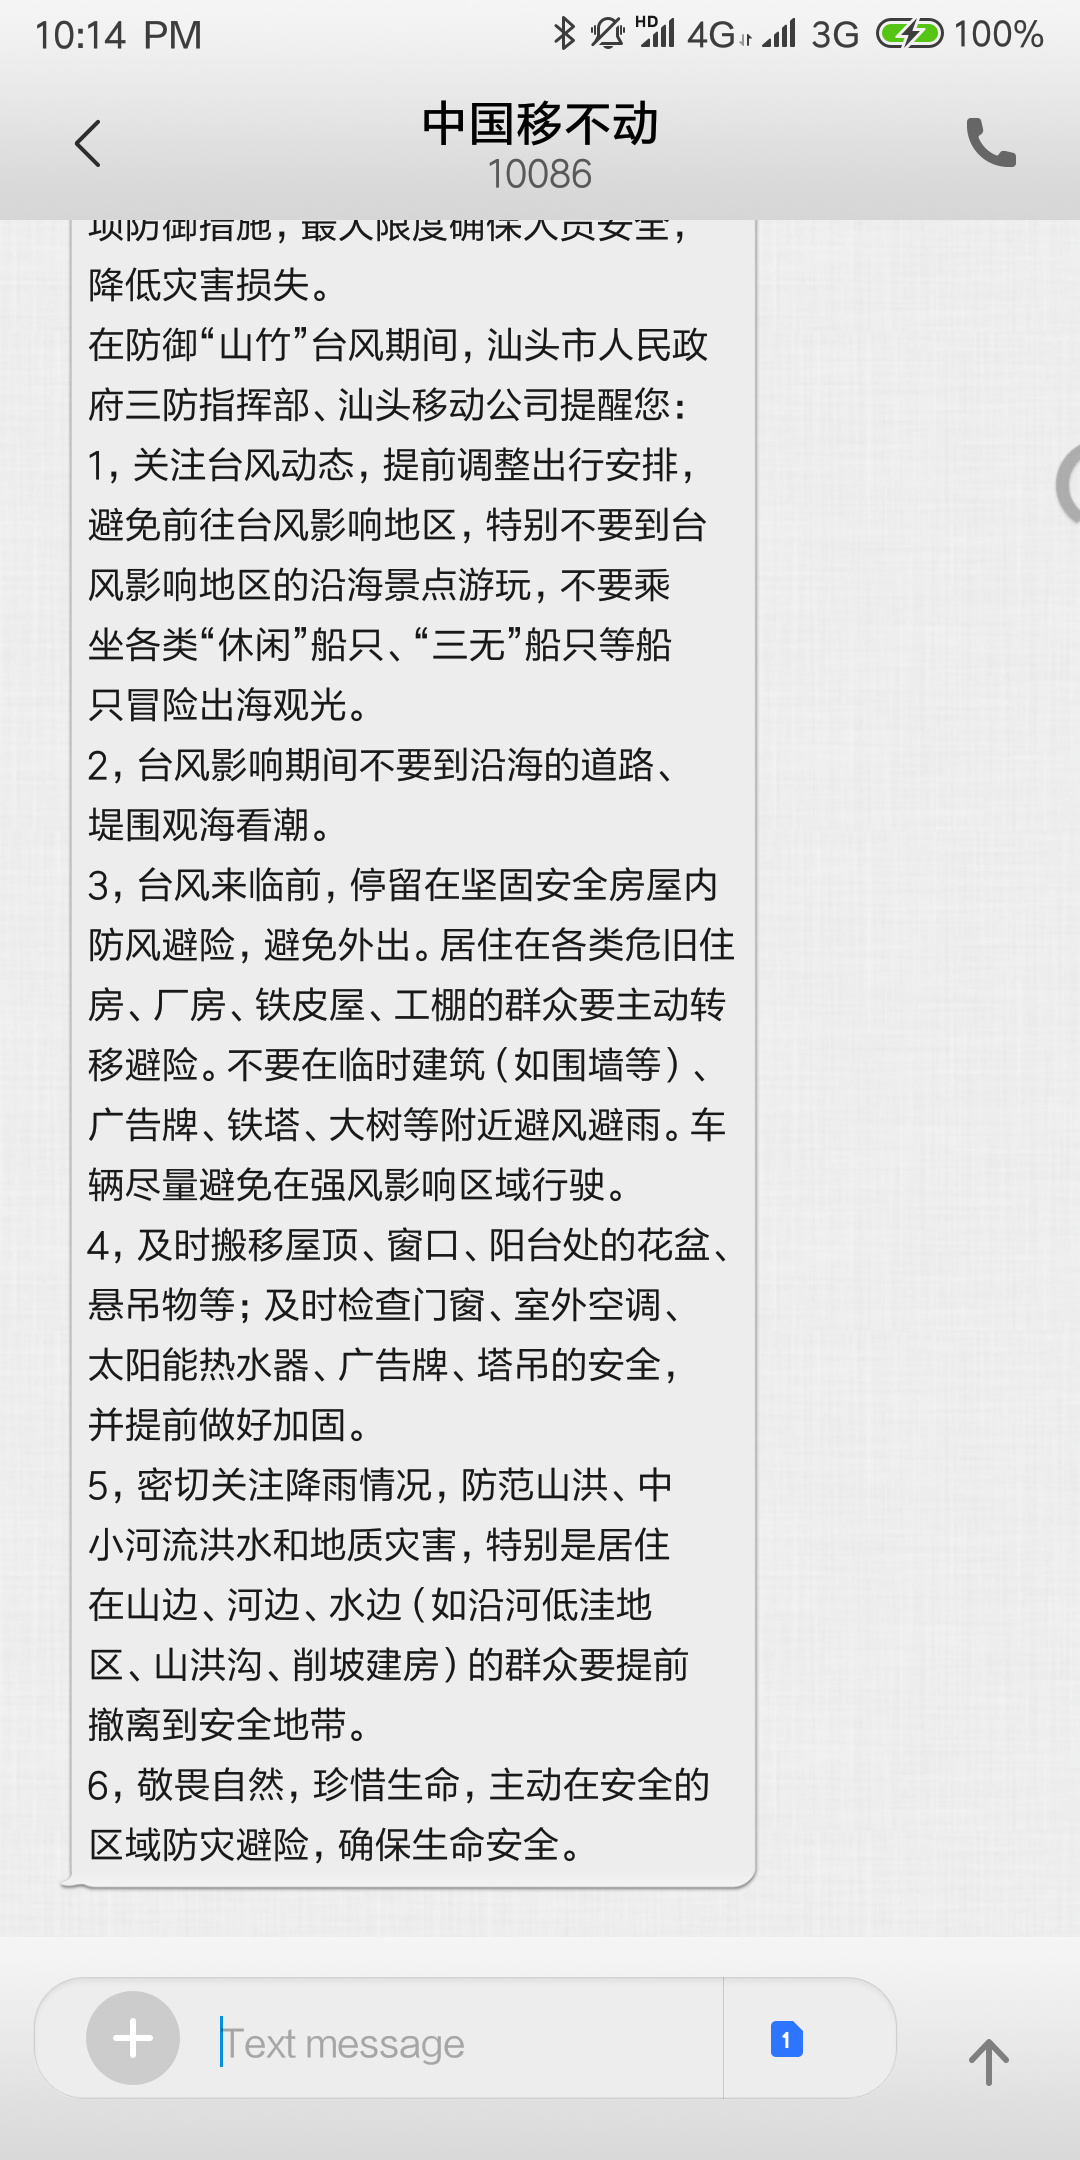 10:14 PM
HD 4G 3G 100%
中国移不动
10086
项防御措施，最大限度确保人员安全，
降低灾害损失。
在防御“山竹”台风期间，汕头市人民政
府三防指挥部、汕头移动公司提醒您：
1，关注台风动态，提前调整出行安排，
避免前往台风影响地区，特别不要到台
风影响地区的沿海景点游玩，不要乘
坐各类“休闲”船只、“三无”船只等船
只冒险出海观光。
2，台风影响期间不要到沿海的道路、
堤围观海看潮。
3，台风来临前，停留在坚固安全房屋内
防风避险，避免外出。居住在各类危旧住
房、厂房、铁皮屋、工棚的群众要主动转
移避险。不要在临时建筑（如围墙等）、
广告牌、铁塔、大树等附近避风避雨。车
辆尽量避免在强风影响区域行驶。
4，及时搬移屋顶、窗口、阳台处的花盆、
悬吊物等；及时检查门窗、室外空调、
太阳能热水器、广告牌、塔吊的安全，
并提前做好加固。
5，密切关注降雨情况，防范山洪、中
小河流洪水和地质灾害，特别是居住
在山边、河边、水边（如沿河低洼地
区、山洪沟、削坡建房）的群众要提前
撤离到安全地带。
6，敬畏自然，珍惜生命，主动在安全的
区域防灾避险，确保生命安全。
Text message
1